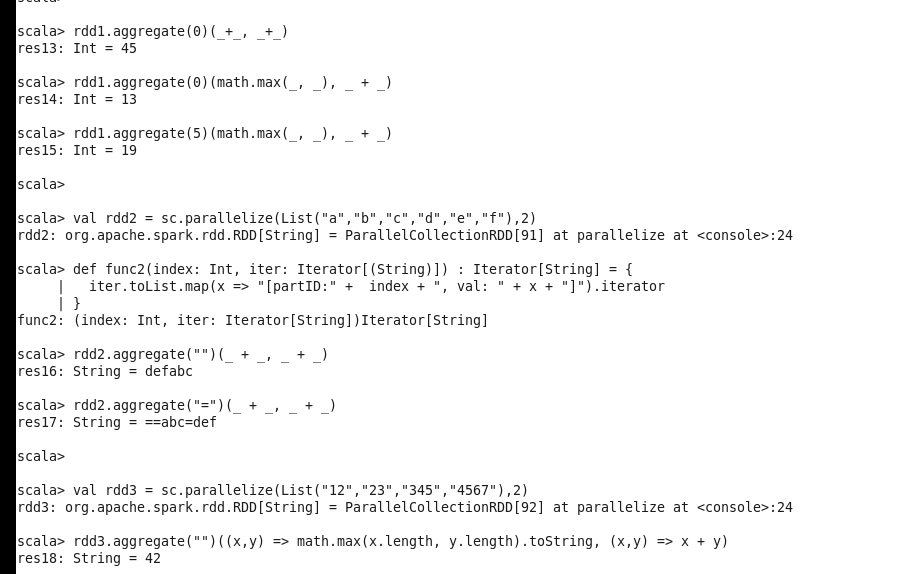 scala> rdd1.aggregate(0)(_+_, _+_)
res13: Int = 45
scala> rdd1.aggregate(0)(math.max(_, _), _ + _)
res14: Int = 13
scala> rdd1.aggregate(5)(math.max(_, _), _ + _)
res15: Int = 19
scala>
scala> val rdd2 = sc.parallelize(List("a","b","c","d","e","f"),2)
rdd2: org.apache.spark.rdd.RDD[String] = ParallelCollectionRDD[91] at parallelize at <console>:24
scala> def func2(index: Int, iter: Iterator[(String)]) : Iterator[String] = {
     |   iter.toList.map(x => "[partID:" +  index + ", val: " + x + "]").iterator
     | }
func2: (index: Int, iter: Iterator[String])Iterator[String]
scala> rdd2.aggregate("")(_ + _, _ + _)
res16: String = defabc
scala> rdd2.aggregate("=")(_ + _, _ + _)
res17: String = ==abc=def
scala>
scala> val rdd3 = sc.parallelize(List("12","23","345","4567"),2)
rdd3: org.apache.spark.rdd.RDD[String] = ParallelCollectionRDD[92] at parallelize at <console>:24
scala> rdd3.aggregate("")((x,y) => math.max(x.length, y.length).toString, (x,y) => x + y)
res18: String = 42